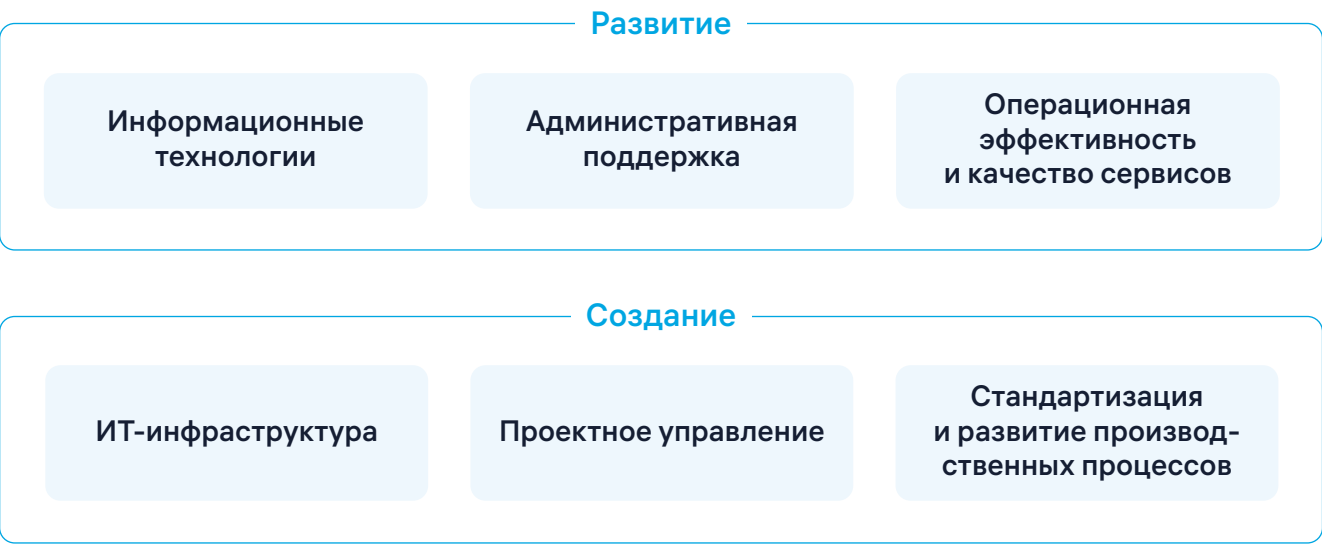 Развитие
Информационные
технологии
Административная
поддержка
Операционная
эффективность
и качество сервисов
Создание
ИТ-инфраструктура
Проектное управление
Стандартизация
и развитие производ-
ственных процессов